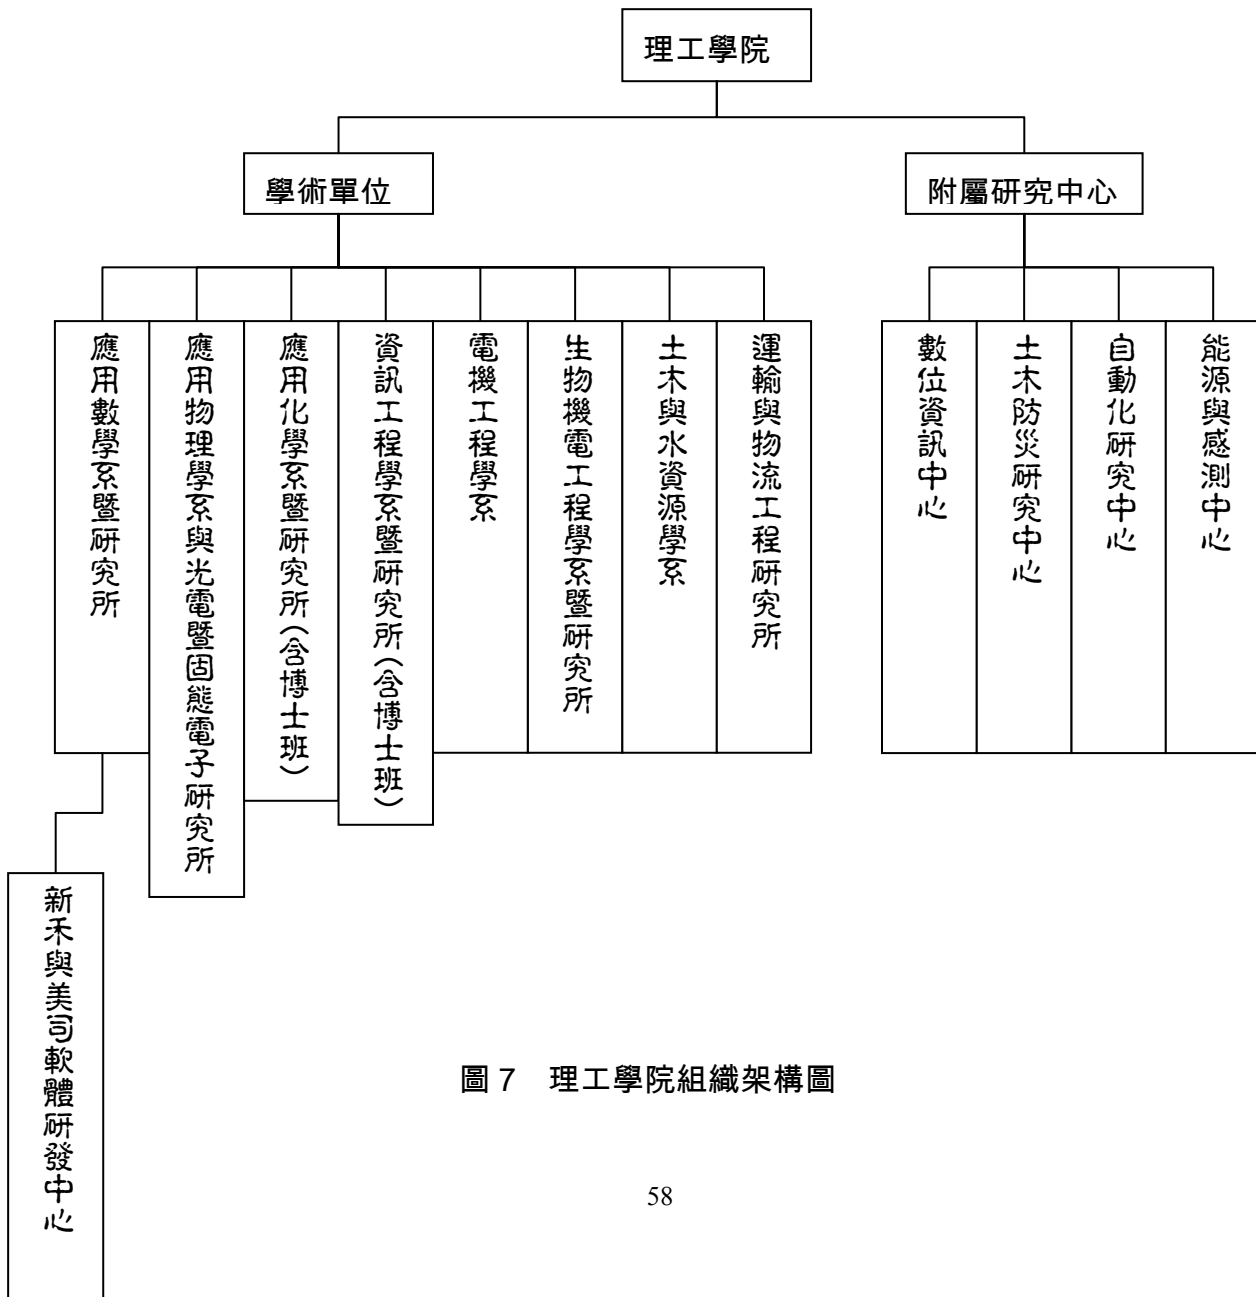 理工學院
學術單位
附屬研究中心
應用數學系暨研究所
應用物理學系與光電暨固態電子研究所
應用化學系暨研究所(含博士班)
資訊工程學系暨研究所(含博士班)
電機工程學系
生物機電工程學系暨研究所
土木與水資源學系
運輸與物流工程研究所
數位資訊中心
土木防災研究中心
自動化研究中心
能源與感測中心
新禾與美司軟體研發中心
圖 7　理工學院組織架構圖
58